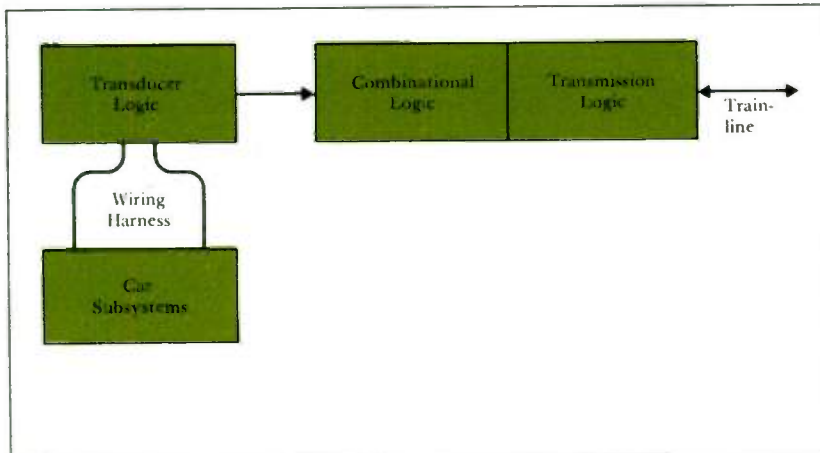 Transducer
Logic
Combinational
Logic
Transmission
Logic
Train-
line
Wiring
Harness
Car
Subsystems